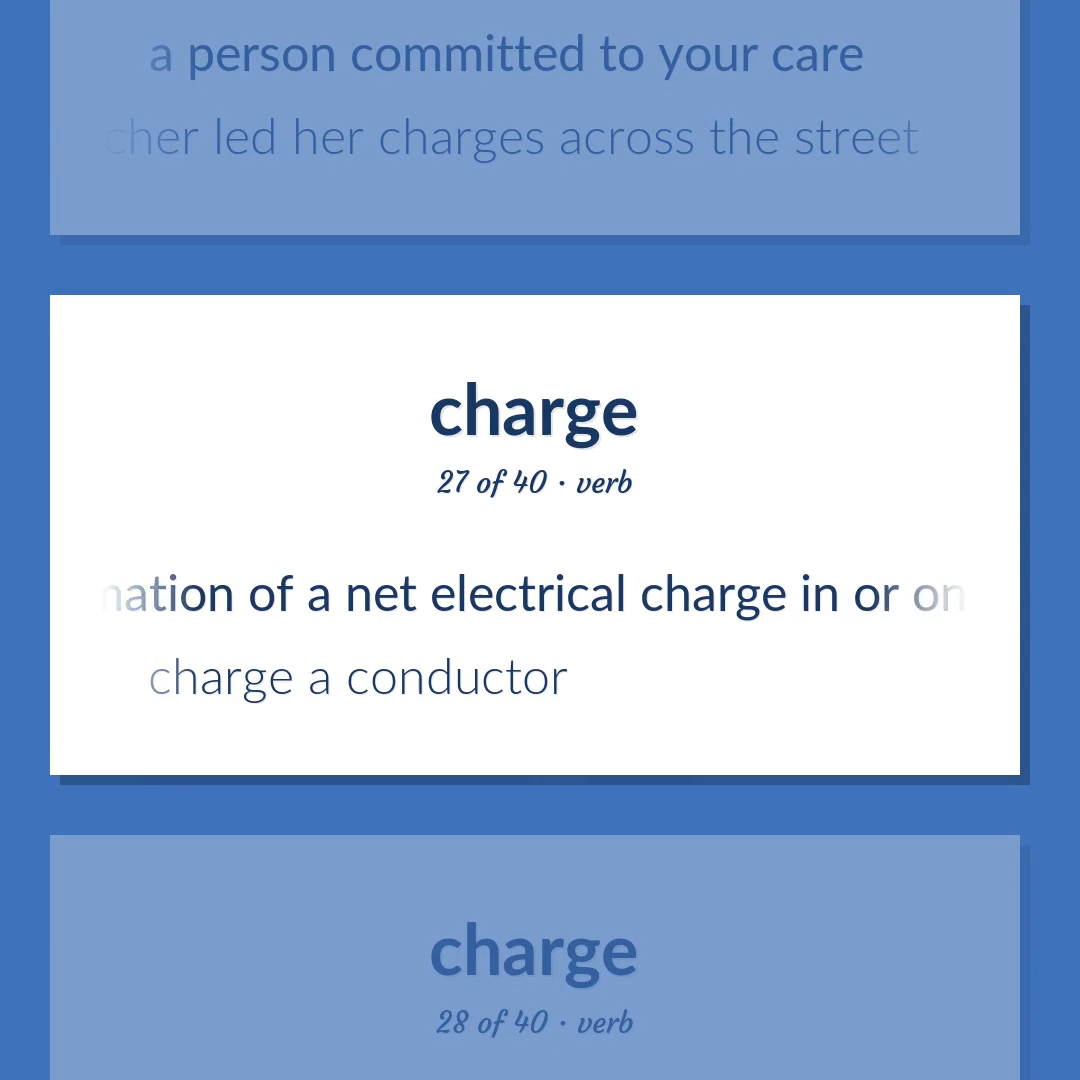 a person committed to your care
cher led her charges across the street
charge
27 of 40 · verb
nation of a net electrical charge in or on
charge a conductor
charge
28 of 40 · verb